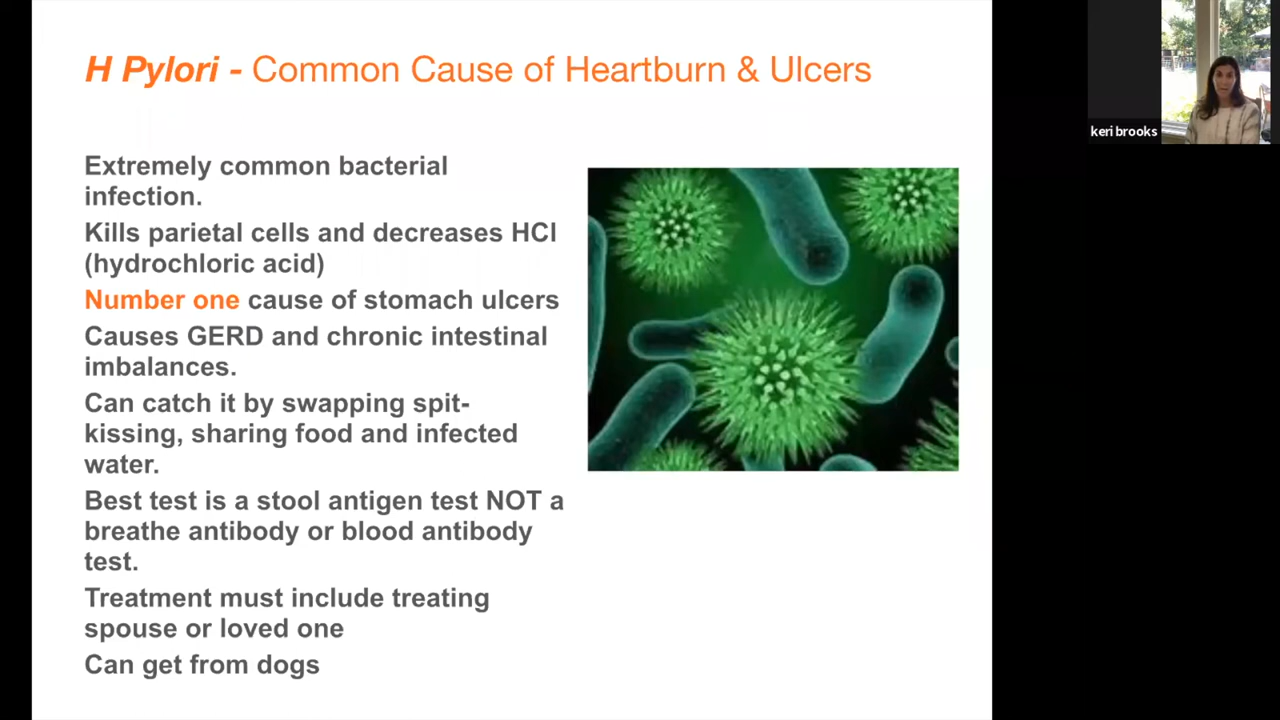 H Pylori - Common Cause of Heartburn & Ulcers
keri brooks
Extremely common bacterial
infection.
Kills parietal cells and decreases HCl
(hydrochloric acid)
Number one cause of stomach ulcers
Causes GERD and chronic intestinal
imbalances.
Can catch it by swapping spit-
kissing, sharing food and infected
water.
Best test is a stool antigen test NOT a
breathe antibody or blood antibody
test.
Treatment must include treating
spouse or loved one
Can get from dogs